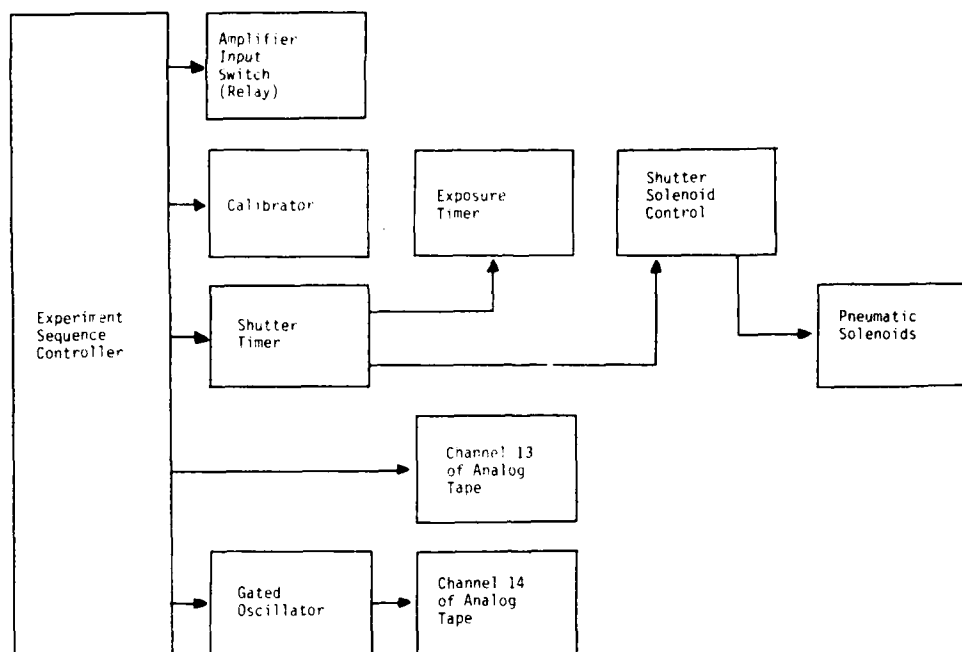 Amplifier
Input
Switch
(Relay)
Calibrator
Exposure
Timer
Shutter
Solenoid
Control
Experiment
Sequence
Controller
Shutter
Timer
Pneumatic
Solenoids
Channel 13
of Analog
Tape
Gated
Oscillator
Channel 14
of Analog
Tape